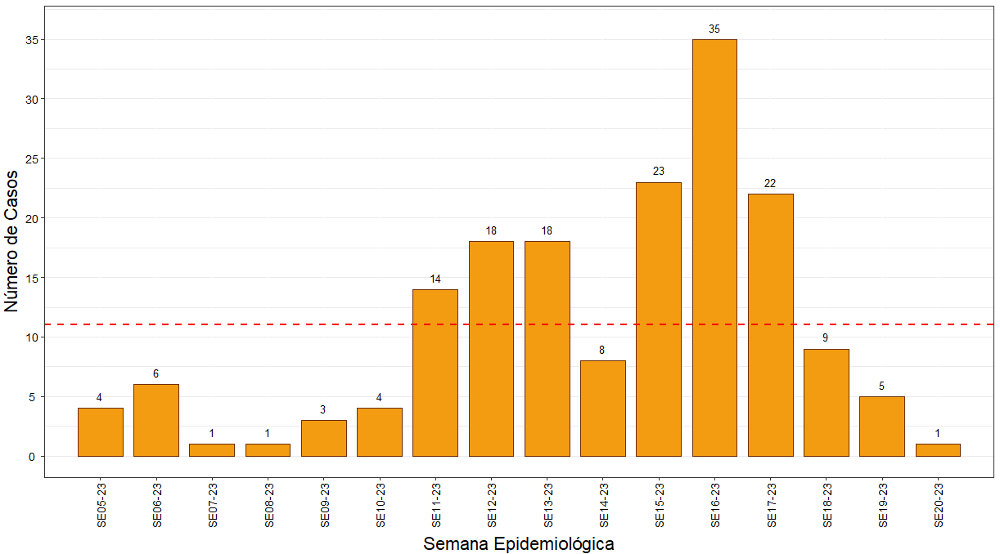 Número de Casos
35
30
25
20
15
10
5
0
4
6
1
1
3
4
14
18
18
8
23
35
22
9
5
1
SE05-23
SE06-23
SE07-23
SE08-23
SE09-23
SE10-23
SE11-23
SE12-23
SE13-23
SE14-23
SE15-23
SE16-23
SE17-23
SE18-23
SE19-23
SE20-23
Semana Epidemiológica